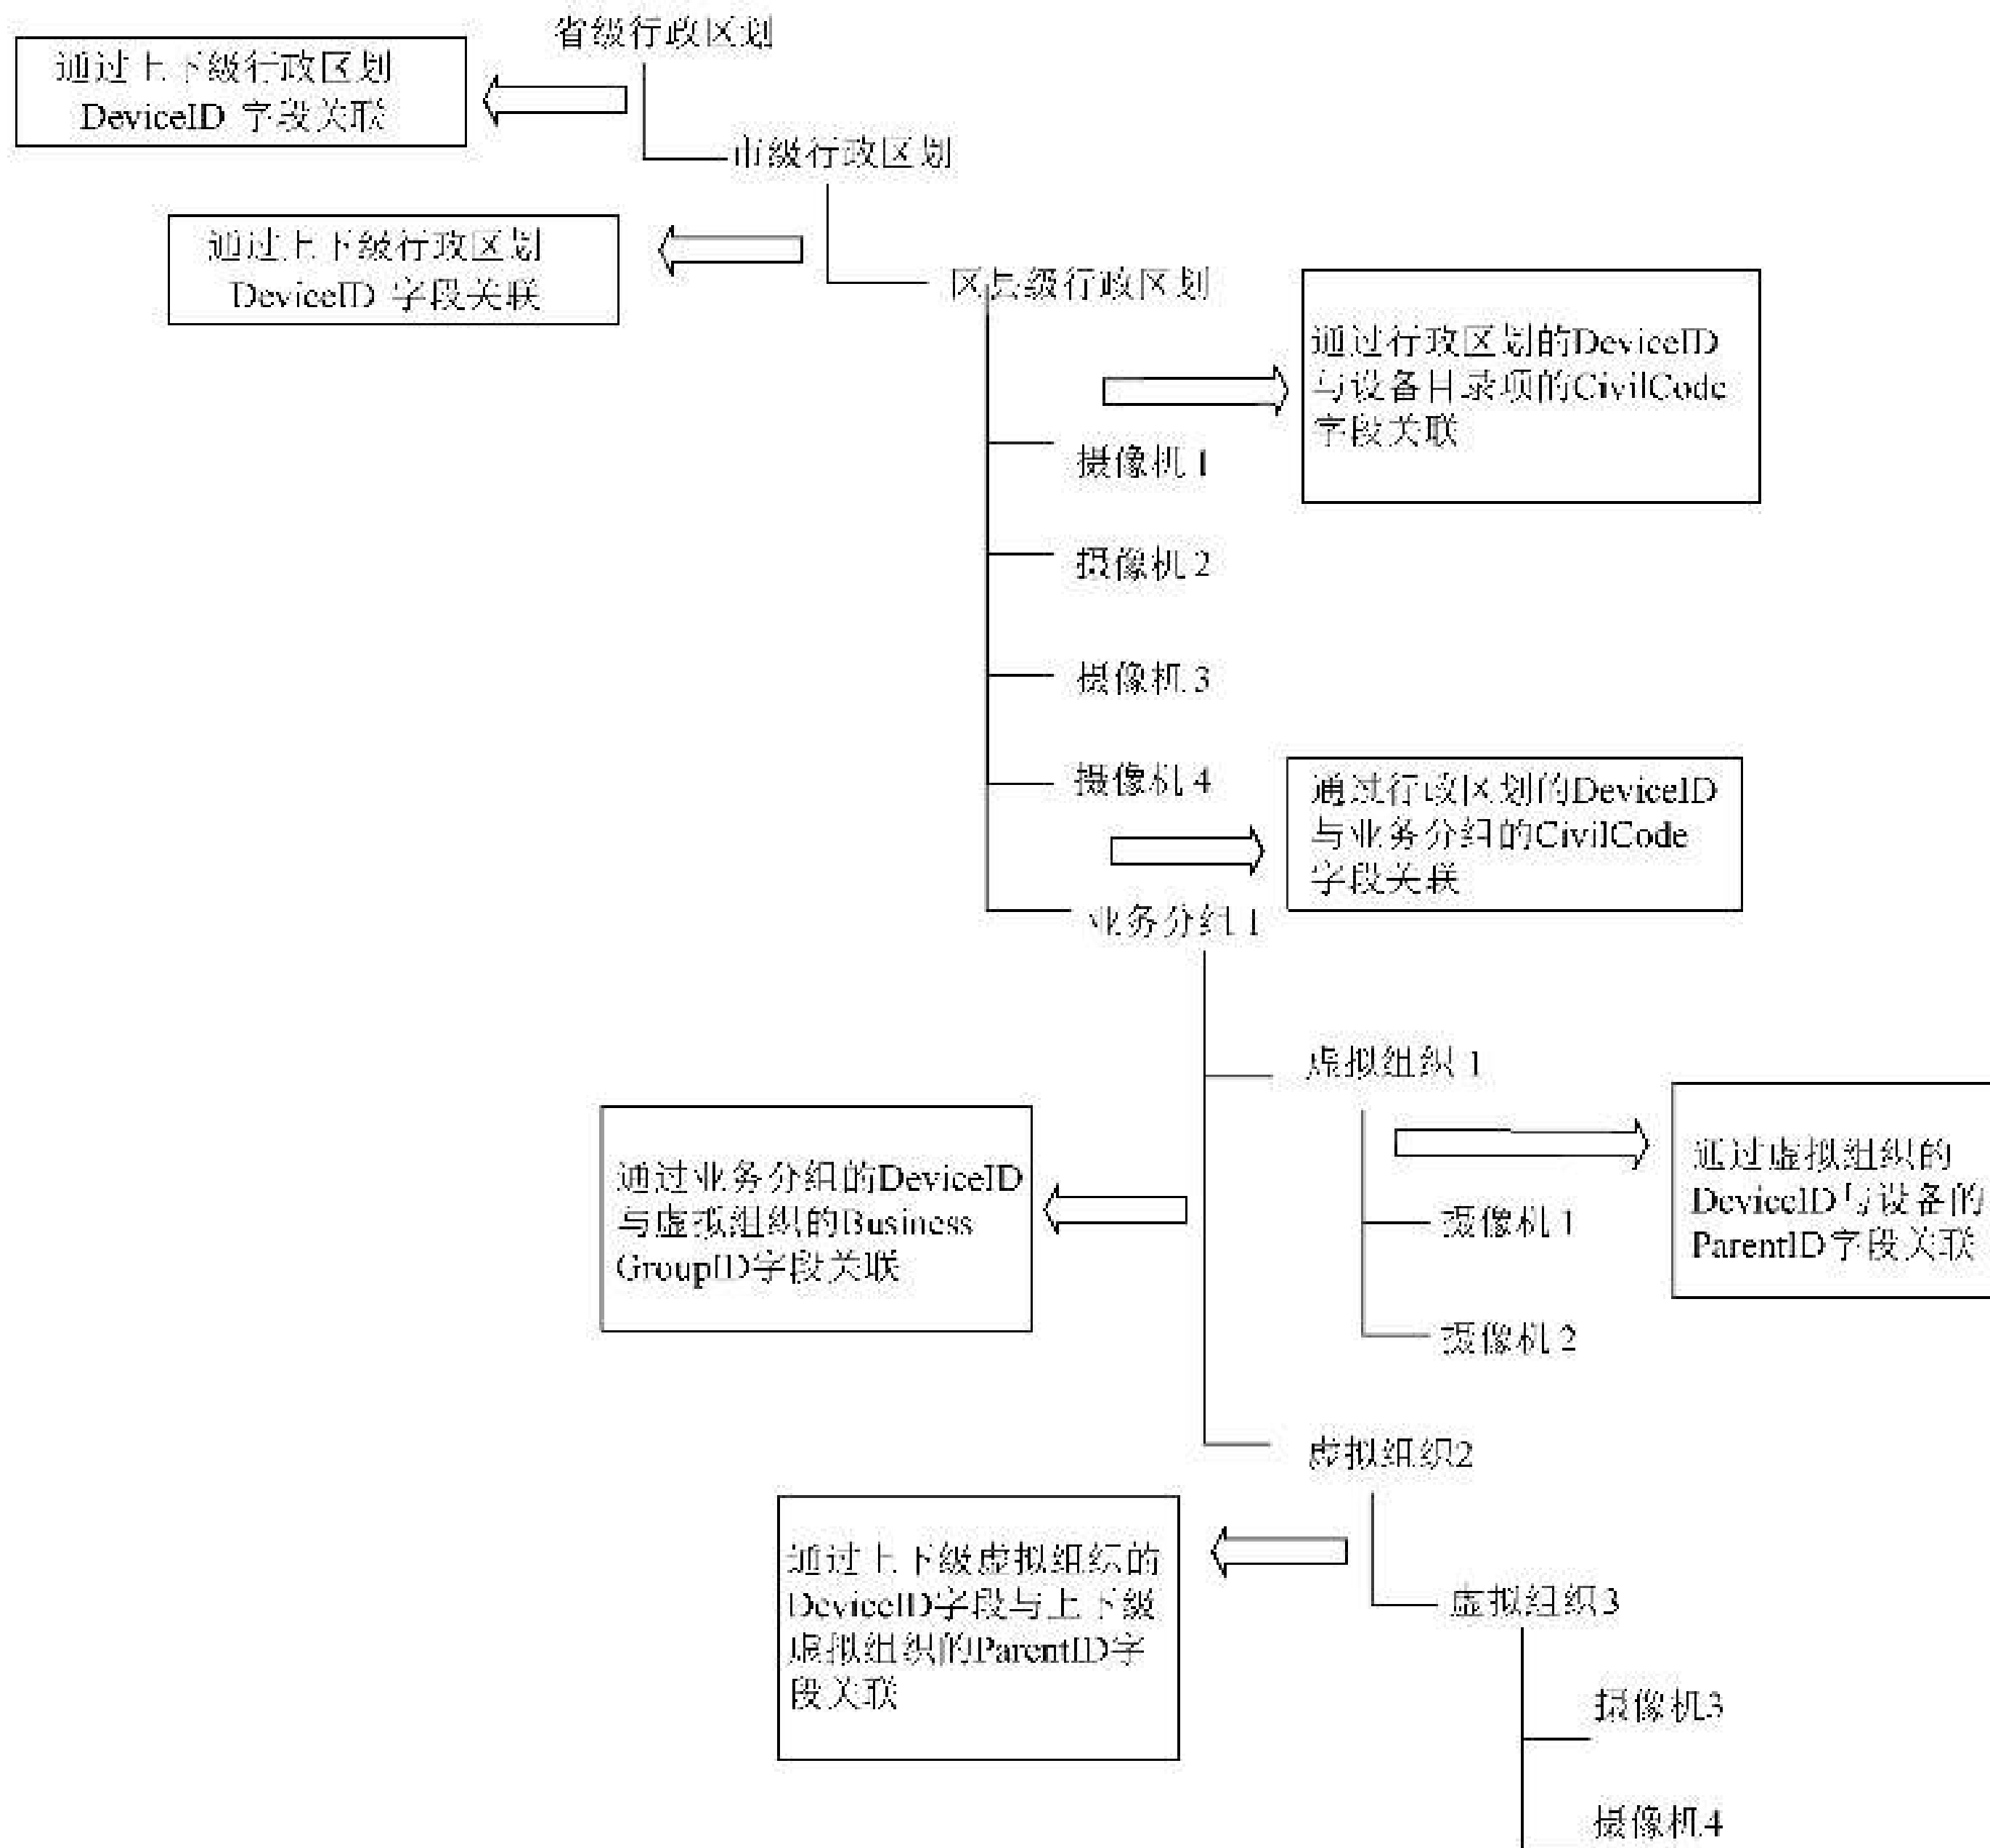 省级行政区划
通过上下级行政区划
DeviceID 字段关联
市级行政区划
通过上下级行政区划
DeviceID 字段关联
区县级行政区划
通过行政区划的DeviceID
与设备目录项的CivilCode
字段关联
摄像机1
摄像机2
摄像机3
摄像机4
通过行政区划的DeviceID
与业务分组的CivilCode
字段关联
业务分组1
虚拟组织1
通过业务分组的DeviceID
与虚拟组织的Business
GroupID字段关联
通过虚拟组织的
DeviceID与设备的
ParentID字段关联
摄像机1
摄像机2
虚拟组织2
通过上下级虚拟组织的
DeviceID字段与上下级
虚拟组织的ParentID字
段关联
虚拟组织3
摄像机3
摄像机4